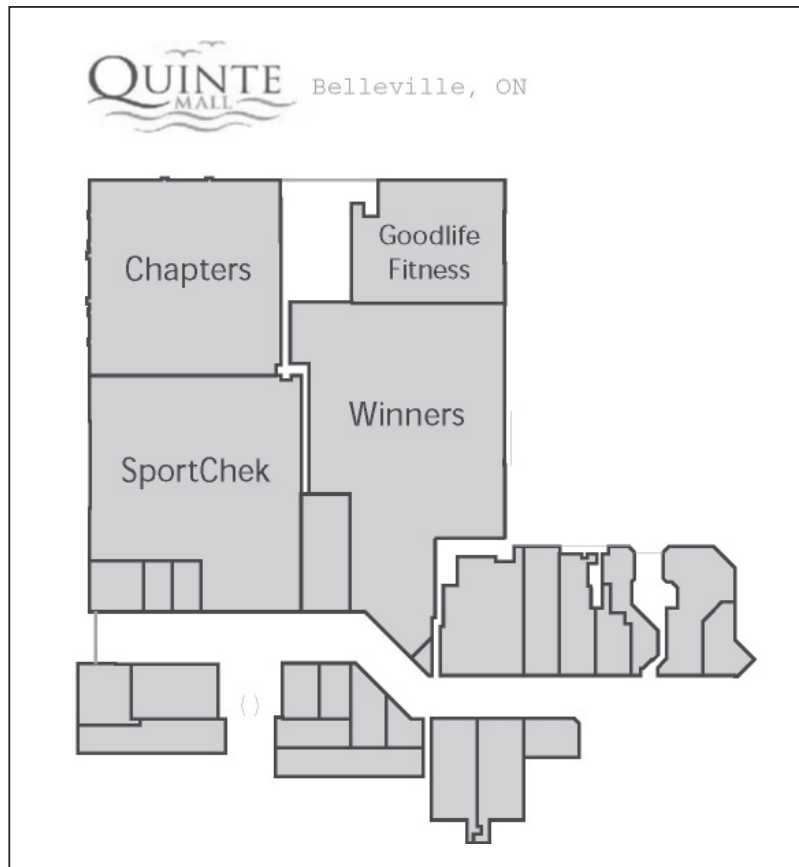 QUINTE
MALL
Belleville, ON
Chapters
Goodlife
Fitness
Winners
SportChek